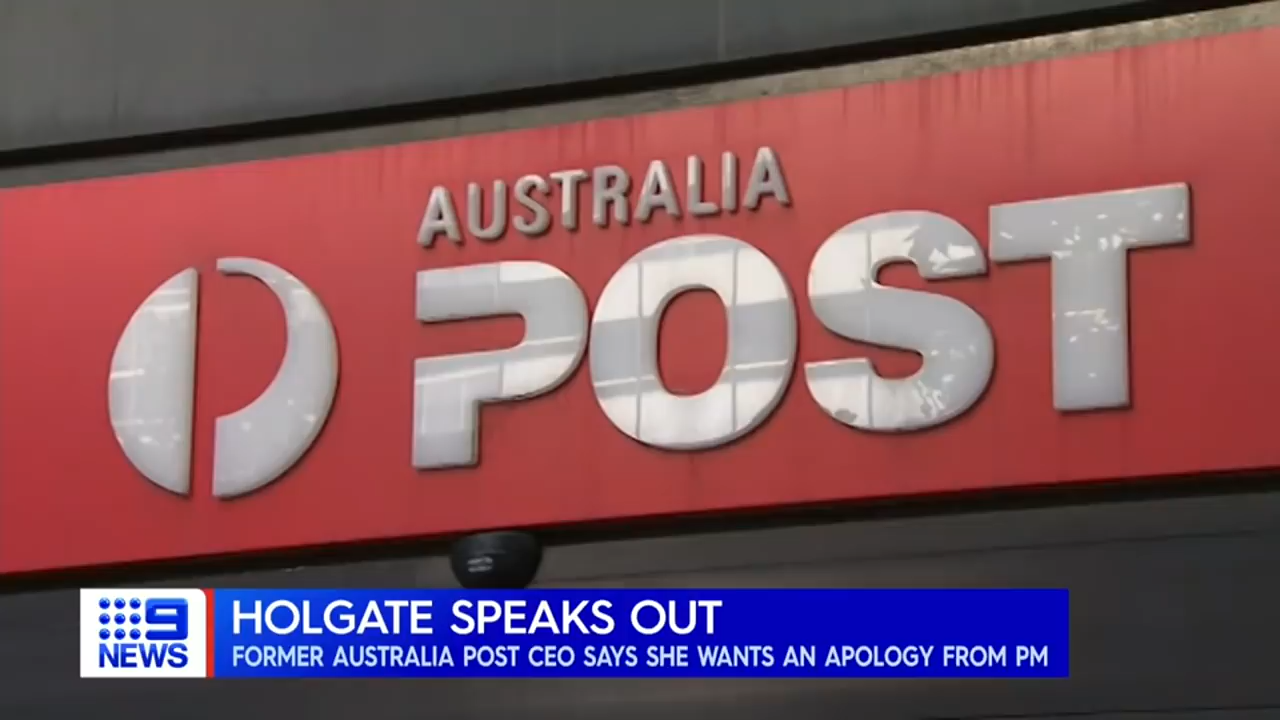 AUSTRALIA
POST
9
NEWS
HOLGATE SPEAKS OUT
FORMER AUSTRALIA POST CEO SAYS SHE WANTS AN APOLOGY FROM PM